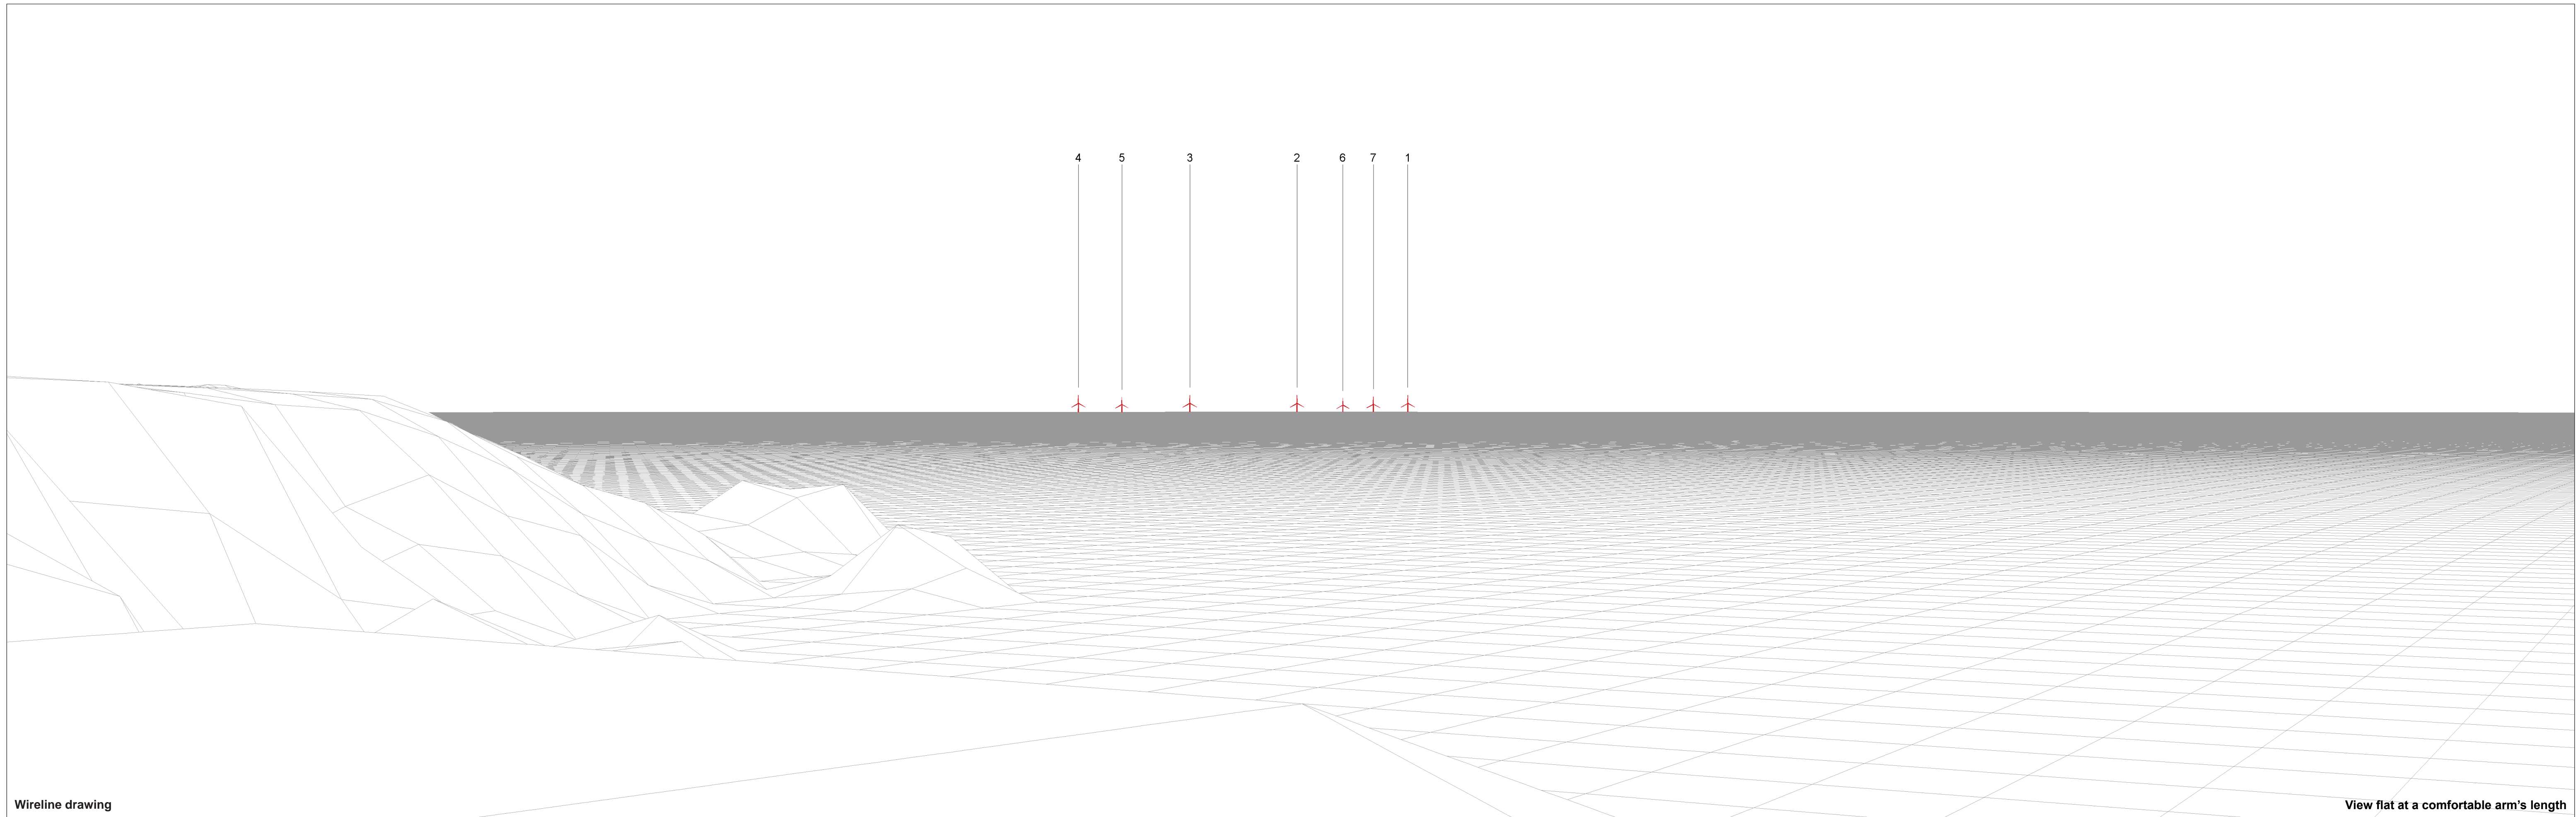 4 5 3 2 6 7 1
Wireline drawing
View flat at a comfortable arm's length